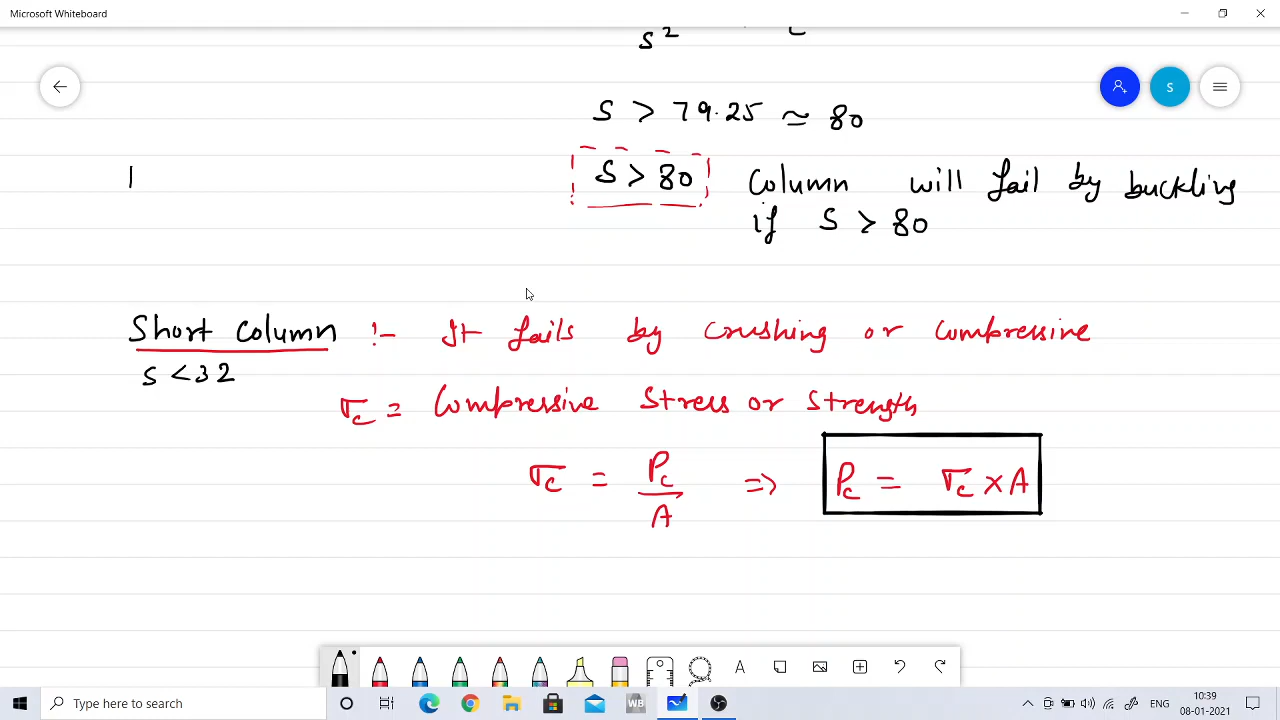 Microsoft Whiteboard
s²
S > 79.25 ≈ 80
S > 80 Column will fail by buckling
if S > 80
Short Column :- It fails by Crushing or Compressive
S < 32
σc = Compressive Stress or Strength
σc = Pc / A => Pc = σc × A
S
A
Type here to search
WB
ENG
10:39
08-01-2021